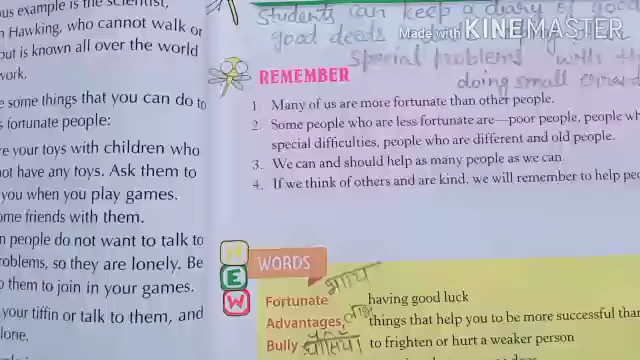 us example is the scientist,
Hawking, who cannot walk or
but is known all over the world
work.
e some things that you can do to
fortunate people:
re your toys with children who
not have any toys. Ask them to
you when you play games.
ome friends with them.
n people do not want to talk to
roblems, so they are lonely. Be
them to join in your games.
your tiffin or talk to them, and
lone.
Students can keep a diary of good
good deeds
special problems with
doing small errands
Made with KINEMASTER
REMEMBER
1. Many of us are more fortunate than other people.
2. Some people who are less fortunate are—poor people, people wh
special difficulties, people who are different and old people.
3. We can and should help as many people as we can
4. If we think of others and are kind, we will remember to help peo
NEW WORDS
Fortunate भाग्य having good luck
Advantages, लाभ things that help you to be more successful than
Bully to frighten or hurt a weaker person